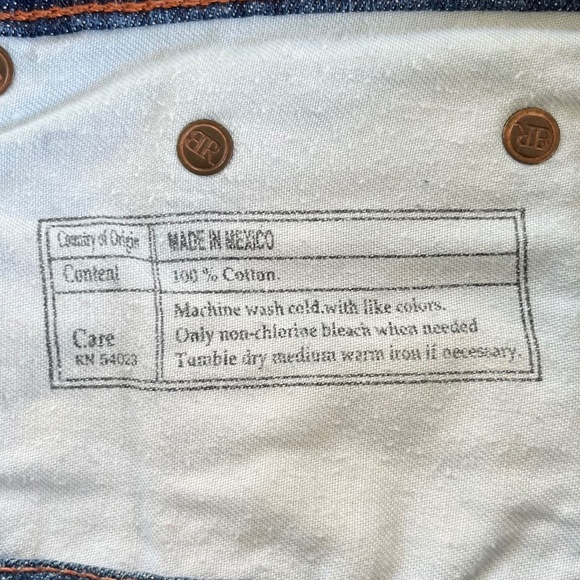 Country of Origin MADE IN MEXICO
Content 100 % Cotton.
Machine wash cold.with like colors.
Care Only non-chlorine bleach when needed
RN 54023 Tumble dry medium warm iron if necessary.